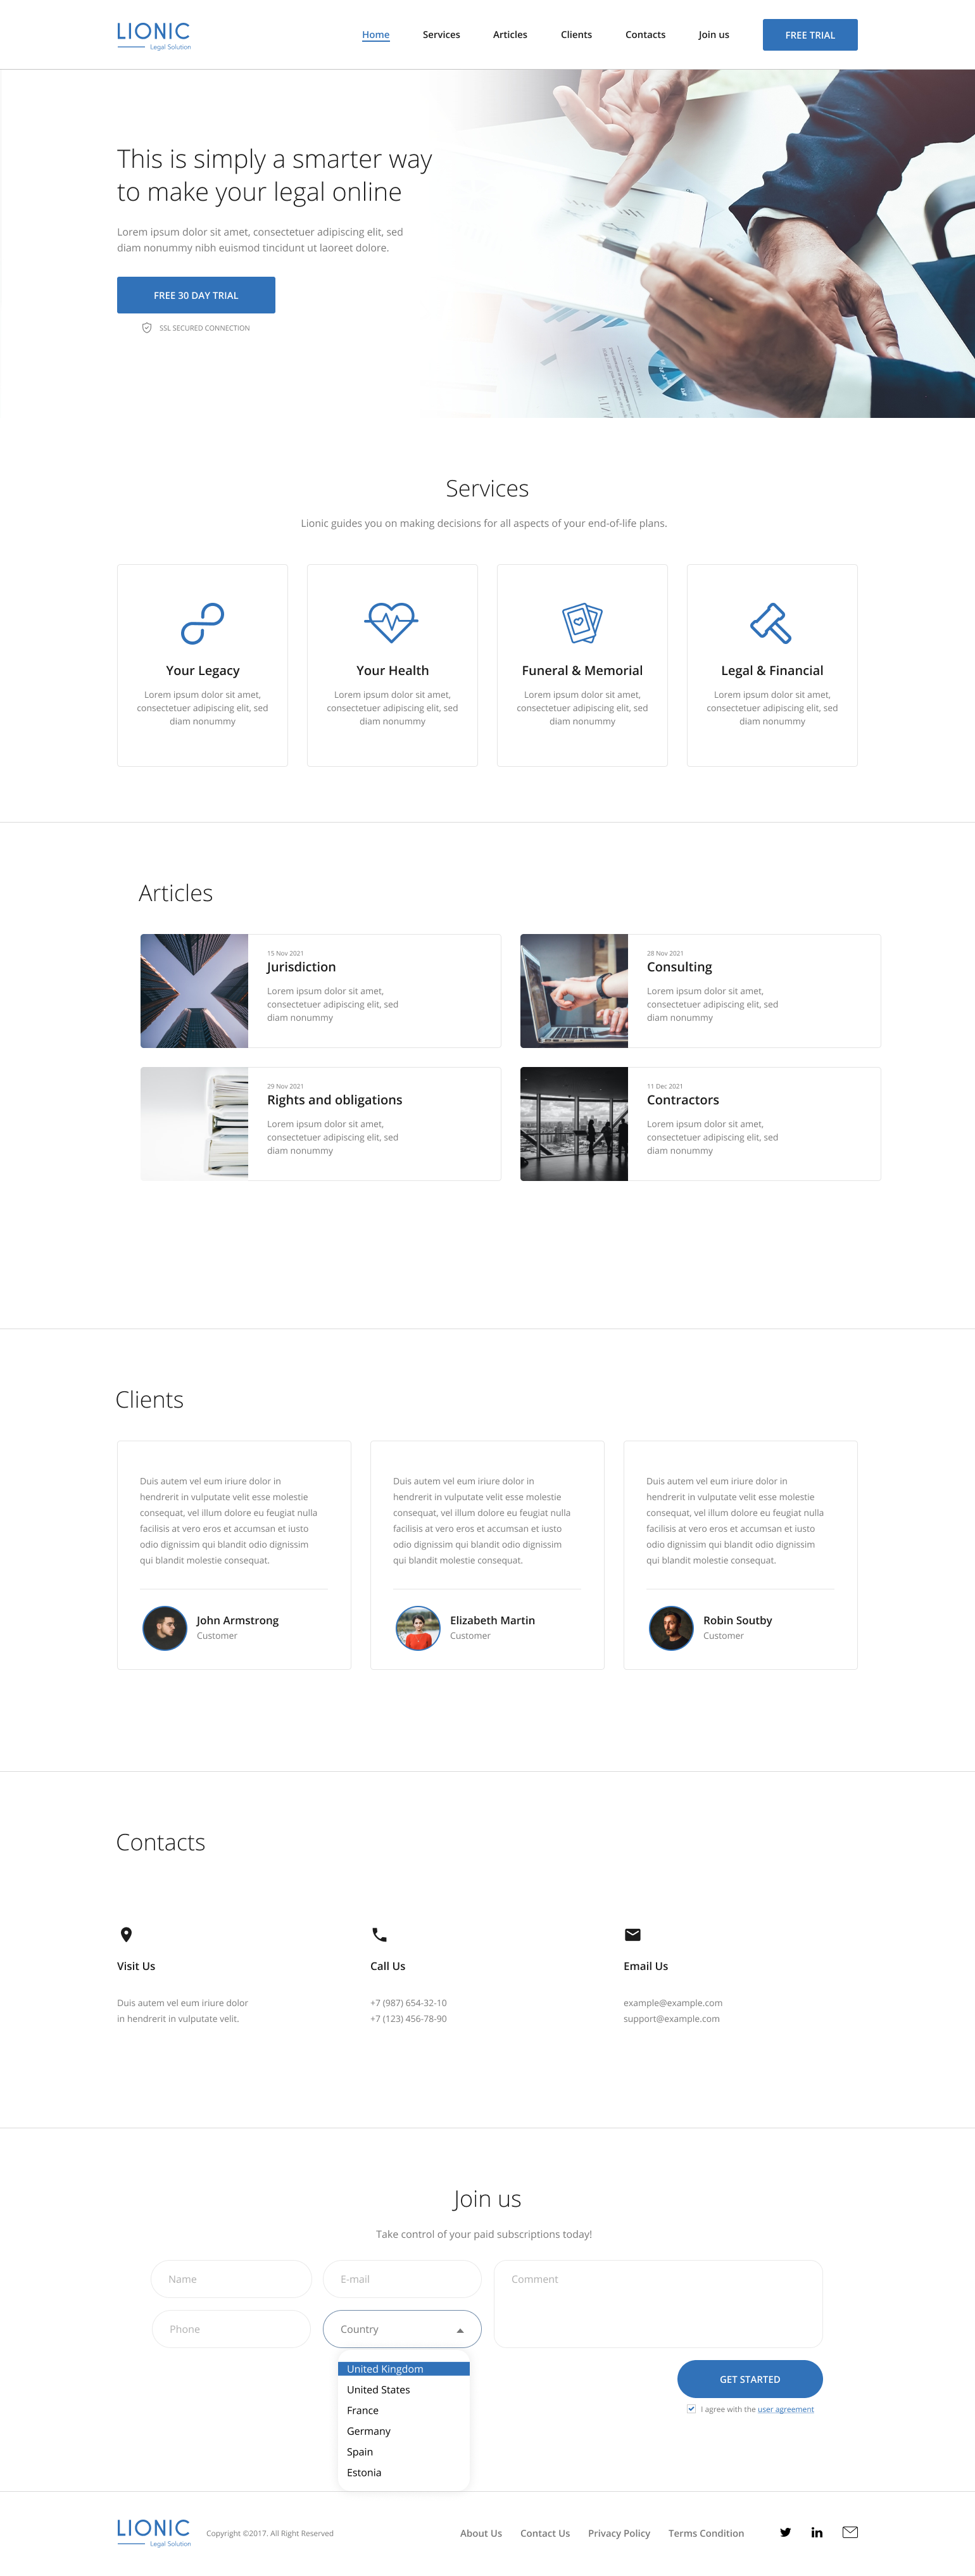 LIONIC
Legal Solution
Home Services Articles Clients Contacts Join us FREE TRIAL
This is simply a smarter way
to make your legal online
Lorem ipsum dolor sit amet, consectetuer adipiscing elit, sed
diam nonummy nibh euismod tincidunt ut laoreet dolore.
FREE 30 DAY TRIAL
SSL SECURED CONNECTION
Services
Lionic guides you on making decisions for all aspects of your end-of-life plans.
Your Legacy
Lorem ipsum dolor sit amet,
consectetuer adipiscing elit, sed
diam nonummy
Your Health
Lorem ipsum dolor sit amet,
consectetuer adipiscing elit, sed
diam nonummy
Funeral & Memorial
Lorem ipsum dolor sit amet,
consectetuer adipiscing elit, sed
diam nonummy
Legal & Financial
Lorem ipsum dolor sit amet,
consectetuer adipiscing elit, sed
diam nonummy
Articles
15 Nov 2021
Jurisdiction
Lorem ipsum dolor sit amet,
consectetuer adipiscing elit, sed
diam nonummy
28 Nov 2021
Consulting
Lorem ipsum dolor sit amet,
consectetuer adipiscing elit, sed
diam nonummy
29 Nov 2021
Rights and obligations
Lorem ipsum dolor sit amet,
consectetuer adipiscing elit, sed
diam nonummy
11 Dec 2021
Contractors
Lorem ipsum dolor sit amet,
consectetuer adipiscing elit, sed
diam nonummy
Clients
Duis autem vel eum iriure dolor in
hendrerit in vulputate velit esse molestie
consequat, vel illum dolore eu feugiat nulla
facilisis at vero eros et accumsan et iusto
odio dignissim qui blandit odio dignissim
qui blandit molestie consequat.
John Armstrong
Customer
Duis autem vel eum iriure dolor in
hendrerit in vulputate velit esse molestie
consequat, vel illum dolore eu feugiat nulla
facilisis at vero eros et accumsan et iusto
odio dignissim qui blandit odio dignissim
qui blandit molestie consequat.
Elizabeth Martin
Customer
Duis autem vel eum iriure dolor in
hendrerit in vulputate velit esse molestie
consequat, vel illum dolore eu feugiat nulla
facilisis at vero eros et accumsan et iusto
odio dignissim qui blandit odio dignissim
qui blandit molestie consequat.
Robin Soutby
Customer
Contacts
Visit Us
Duis autem vel eum iriure dolor
in hendrerit in vulputate velit.
Call Us
+7 (987) 654-32-10
+7 (123) 456-78-90
Email Us
example@example.com
support@example.com
Join us
Take control of your paid subscriptions today!
Name
E-mail
Comment
Phone
Country
United Kingdom
United States
France
Germany
Spain
Estonia
GET STARTED
I agree with the user agreement
LIONIC
Legal Solution
Copyright ©2017. All Right Reserved
About Us Contact Us Privacy Policy Terms Condition